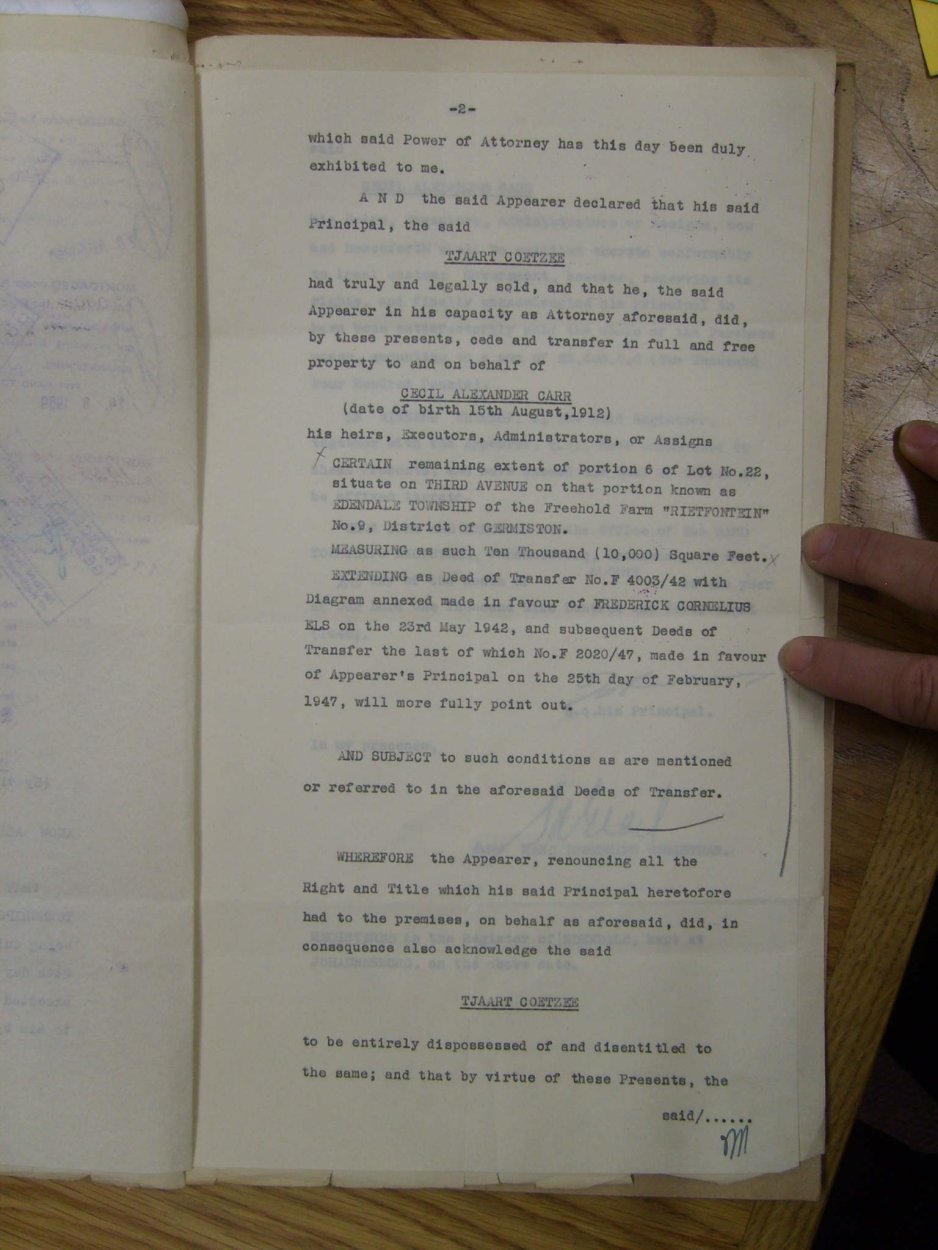 -2-
which said Power of Attorney has this day been duly
exhibited to me.
A N D the said Appearer declared that his said
Principal, the said
TJAART COETZEE
had truly and legally sold, and that he, the said
Appearer in his capacity as Attorney aforesaid, did,
by these presents, cede and transfer in full and free
property to and on behalf of
CECIL ALEXANDER CARR
(date of birth 15th August,1912)
his heirs, Executors, Administrators, or Assigns
CERTAIN remaining extent of portion 6 of Lot No.22,
situate on THIRD AVENUE on that portion known as
EDENDALE TOWNSHIP of the Freehold Farm "RIETFONTEIN"
No.9, District of GERMISTON.
MEASURING as such Ten Thousand (10,000) Square Feet.
EXTENDING as Deed of Transfer No.F 4003/42 with
Diagram annexed made in favour of FREDERICK CORNELIUS
ELS on the 23rd May 1942, and subsequent Deeds of
Transfer the last of which No.F 2020/47, made in favour
of Appearer's Principal on the 25th day of February,
1947, will more fully point out.
AND SUBJECT to such conditions as are mentioned
or referred to in the aforesaid Deeds of Transfer.
WHEREFORE the Appearer, renouncing all the
Right and Title which his said Principal heretofore
had to the premises, on behalf as aforesaid, did, in
consequence also acknowledge the said
TJAART COETZEE
to be entirely dispossessed of and disentitled to
the same; and that by virtue of these Presents, the
said/......